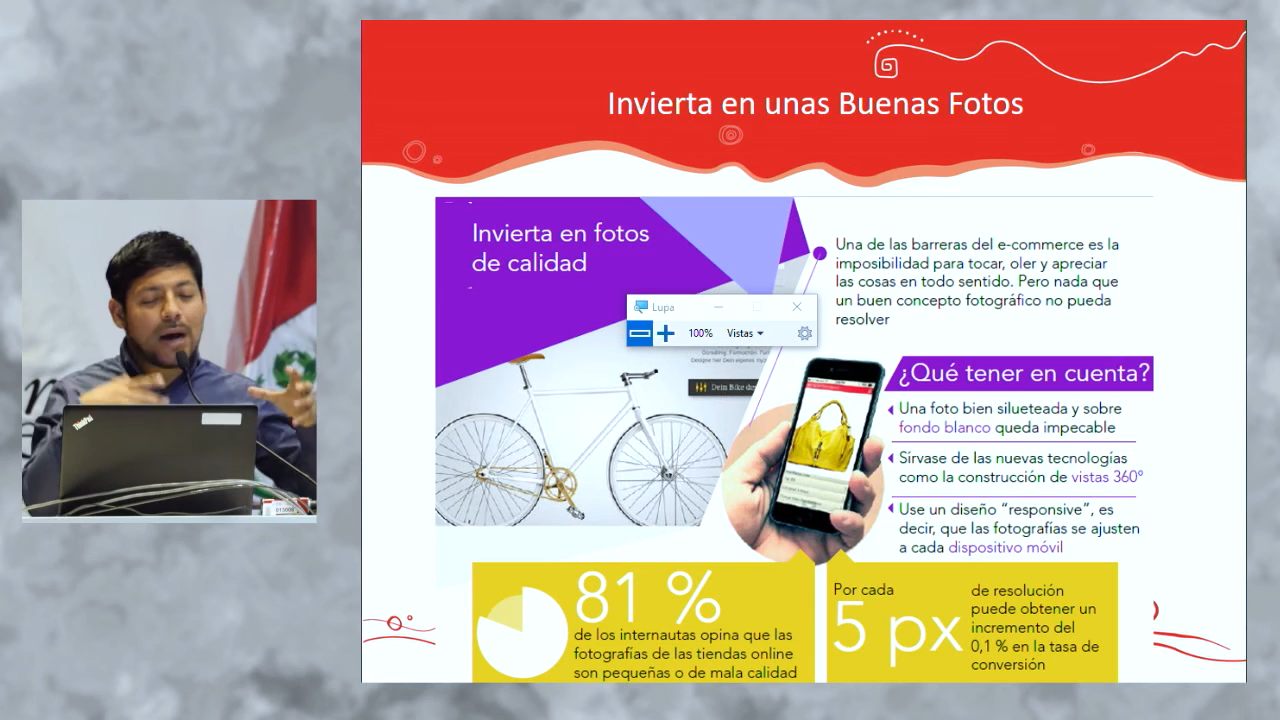 Invierta en unas Buenas Fotos
Invierta en fotos
de calidad
Una de las barreras del e-commerce es la
imposibilidad para tocar, oler y apreciar
las cosas en todo sentido. Pero nada que
un buen concepto fotográfico no pueda
resolver
Lupa
100% Vistas
Dein Bike
¿Qué tener en cuenta?
Una foto bien silueteada y sobre
fondo blanco queda impecable
Sírvase de las nuevas tecnologías
como la construcción de vistas 360º
Use un diseño “responsive”, es
decir, que las fotografías se ajusten
a cada dispositivo móvil
81 %
de los internautas opina que las
fotografías de las tiendas online
son pequeñas o de mala calidad
Por cada
5 px
de resolución
puede obtener un
incremento del
0,1 % en la tasa de
conversión
ThinkPad